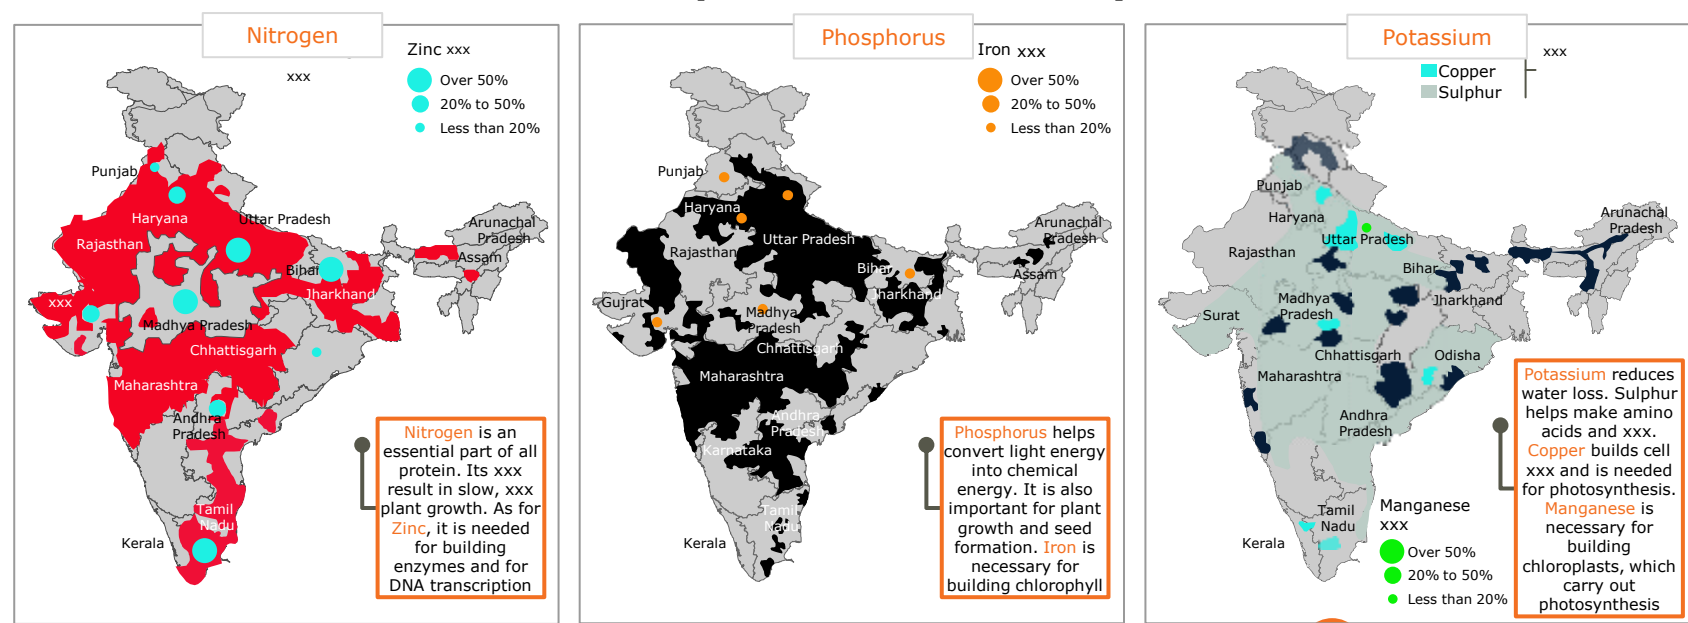 Nitrogen
Zinc xxx
xxx
Over 50%
20% to 50%
Less than 20%
Punjab
Haryana
Uttar Pradesh
Rajasthan
Arunachal
Pradesh
Assam
Bihar
Jharkhand
xxx
Madhya Pradesh
Chhattisgarh
Maharashtra
Andhra
Pradesh
Tamil
Nadu
Kerala
Nitrogen is an
essential part of all
protein. Its xxx
result in slow, xxx
plant growth. As for
Zinc, it is needed
for building
enzymes and for
DNA transcription
Phosphorus
Iron xxx
Over 50%
20% to 50%
Less than 20%
Punjab
Haryana
Uttar Pradesh
Rajasthan
Arunachal
Pradesh
Assam
Bihar
Jharkhand
Gujrat
Madhya
Pradesh
Chhattisgarh
Maharashtra
Andhra
Pradesh
Karnataka
Tamil
Nadu
Kerala
Phosphorus helps
convert light energy
into chemical
energy. It is also
important for plant
growth and seed
formation. Iron is
necessary for
building chlorophyll
Potassium
xxx
Copper
Sulphur
Punjab
Haryana
Uttar Pradesh
Rajasthan
Arunachal
Pradesh
Bihar
Jharkhand
Madhya
Pradesh
Surat
Chhattisgarh
Odisha
Maharashtra
Andhra
Pradesh
Tamil
Nadu
Kerala
Manganese
xxx
Over 50%
20% to 50%
Less than 20%
Potassium reduces
water loss. Sulphur
helps make amino
acids and xxx.
Copper builds cell
xxx and is needed
for photosynthesis.
Manganese is
necessary for
building
chloroplasts, which
carry out
photosynthesis